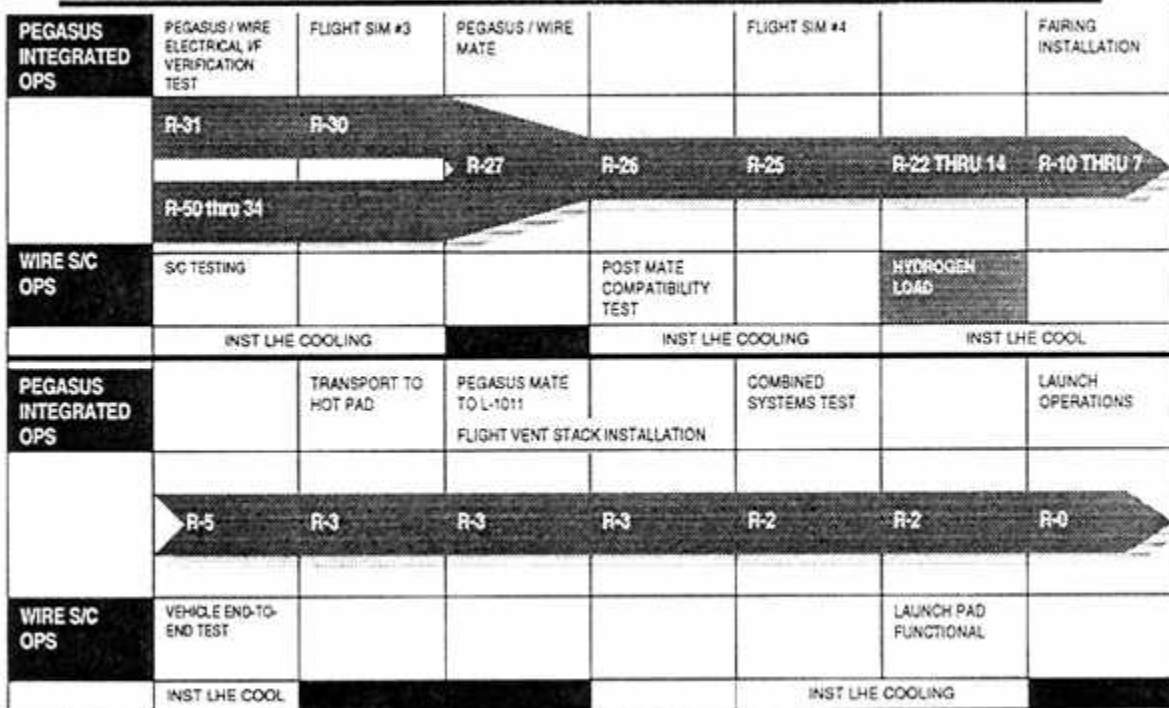 PEGASUS
INTEGRATED
OPS
PEGASUS / WIRE
ELECTRICAL I/F
VERIFICATION
TEST
FLIGHT SIM #3
PEGASUS / WIRE
MATE
FLIGHT SIM #4
FAIRING
INSTALLATION
R-31
R-30
R-27
R-26
R-25
R-22 THRU 14
R-10 THRU 7
R-50 thru 34
WIRE S/C
OPS
S/C TESTING
POST MATE
COMPATIBILITY
TEST
HYDROGEN
LOAD
INST LHE COOLING
INST LHE COOLING
INST LHE COOL
PEGASUS
INTEGRATED
OPS
TRANSPORT TO
HOT PAD
PEGASUS MATE
TO L-1011
FLIGHT VENT STACK INSTALLATION
COMBINED
SYSTEMS TEST
LAUNCH
OPERATIONS
R-5
R-3
R-3
R-3
R-2
R-2
R-0
WIRE S/C
OPS
VEHICLE END-TO-
END TEST
LAUNCH PAD
FUNCTIONAL
INST LHE COOL
INST LHE COOLING